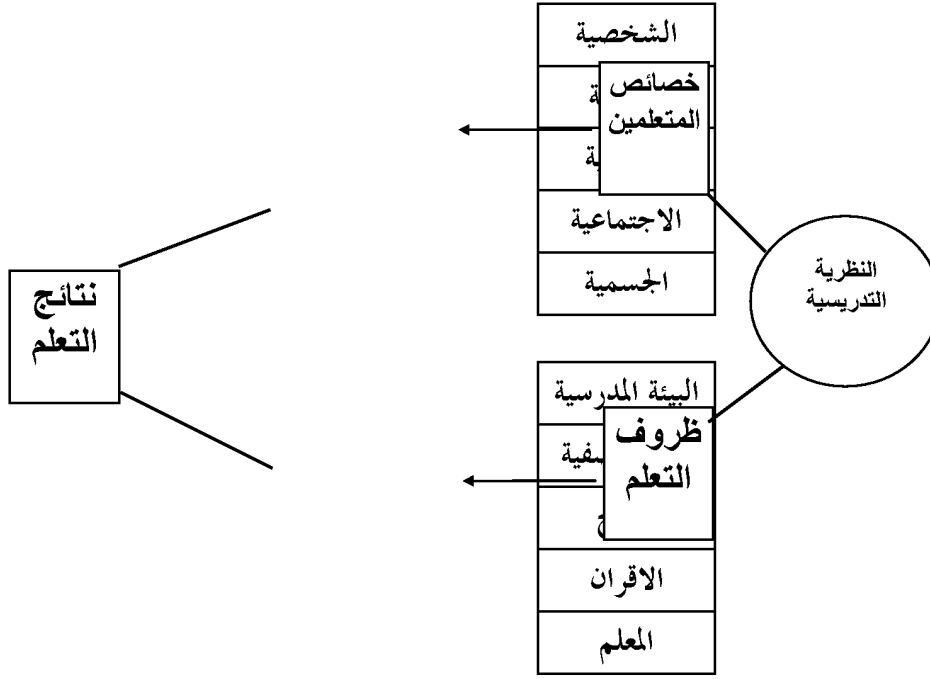 الشخصية
خصائص
المتعلمين
الاجتماعية
الجسمية
النظرية
التدريسية
نتائج
التعلم
البيئة المدرسية
ظروف
التعلم
الاقران
المعلم